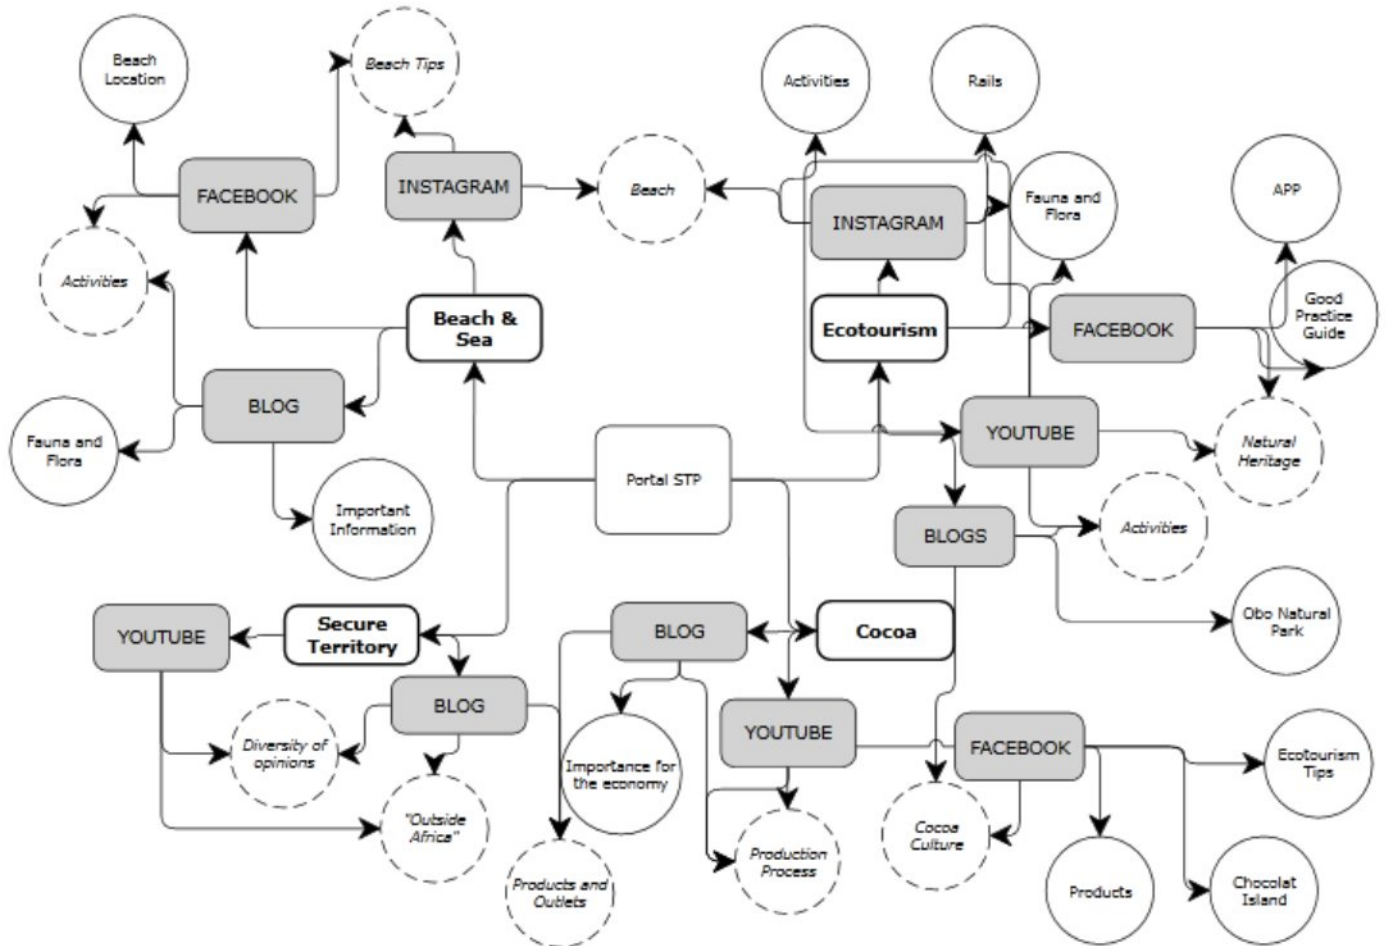 Beach
Location
Beach Tips
Activities
Rails
FACEBOOK
INSTAGRAM
Beach
INSTAGRAM
Fauna and
Flora
APP
Activities
Beach &
Sea
Ecotourism
FACEBOOK
Good
Practice
Guide
BLOG
Fauna and
Flora
YOUTUBE
Natural
Heritage
Portal STP
Important
Information
BLOGS
Activities
Obo Natural
Park
YOUTUBE
Secure
Territory
BLOG
Cocoa
BLOG
YOUTUBE
FACEBOOK
Diversity of
opinions
Importance for
the economy
Ecotourism
Tips
"Outside
Africa"
Products and
Outlets
Production
Process
Cocoa
Culture
Products
Chocolat
Island